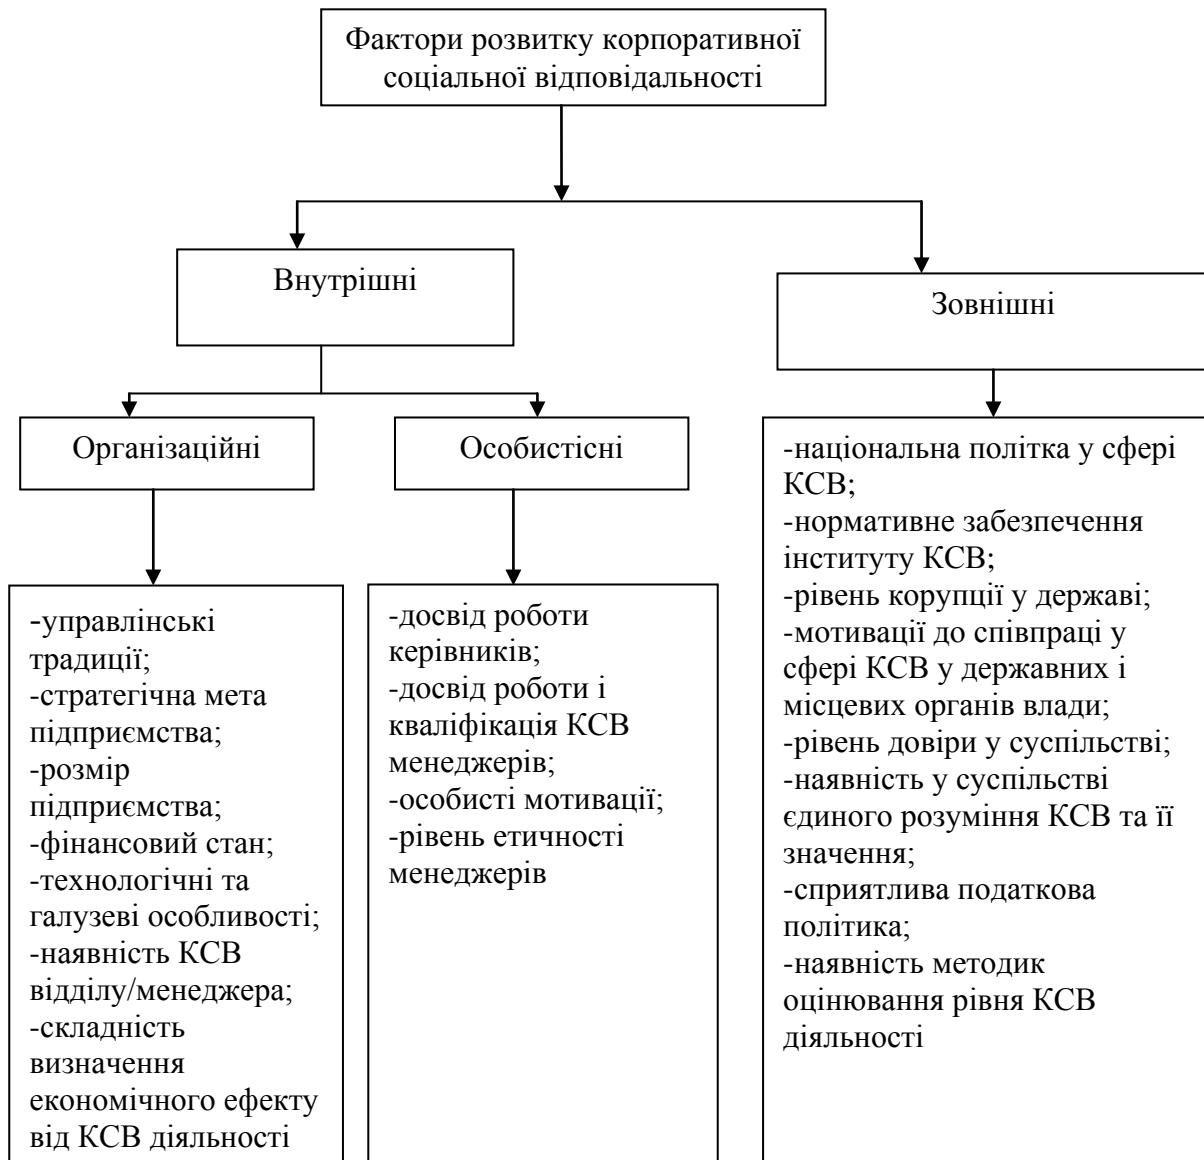 Фактори розвитку корпоративної
соціальної відповідальності
Внутрішні
Зовнішні
Організаційні
Особистісні
-управлінські
традиції;
-стратегічна мета
підприємства;
-розмір
підприємства;
-фінансовий стан;
-технологічні та
галузеві особливості;
-наявність КСВ
відділу/менеджера;
-складність
визначення
економічного ефекту
від КСВ діяльності
-досвід роботи
керівників;
-досвід роботи і
кваліфікація КСВ
менеджерів;
-особисті мотивації;
-рівень етичності
менеджерів
-національна політка у сфері
КСВ;
-нормативне забезпечення
інституту КСВ;
-рівень корупції у державі;
-мотивації до співпраці у
сфері КСВ у державних і
місцевих органів влади;
-рівень довіри у суспільстві;
-наявність у суспільстві
єдиного розуміння КСВ та її
значення;
-сприятлива податкова
політика;
-наявність методик
оцінювання рівня КСВ
діяльності